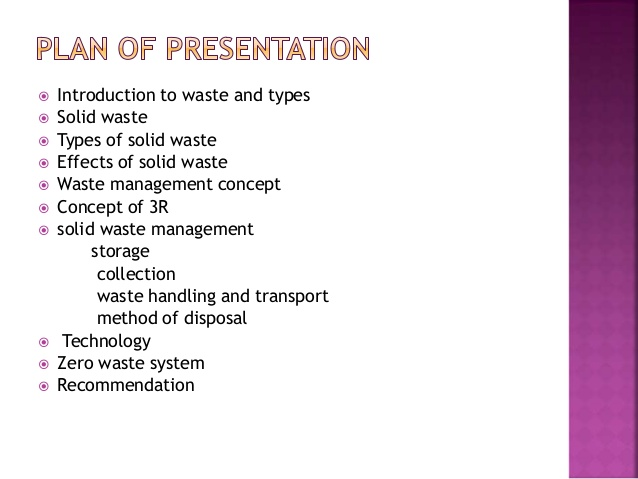 PLAN OF PRESENTATION
Introduction to waste and types
Solid waste
Types of solid waste
Effects of solid waste
Waste management concept
Concept of 3R
solid waste management
storage
collection
waste handling and transport
method of disposal
Technology
Zero waste system
Recommendation